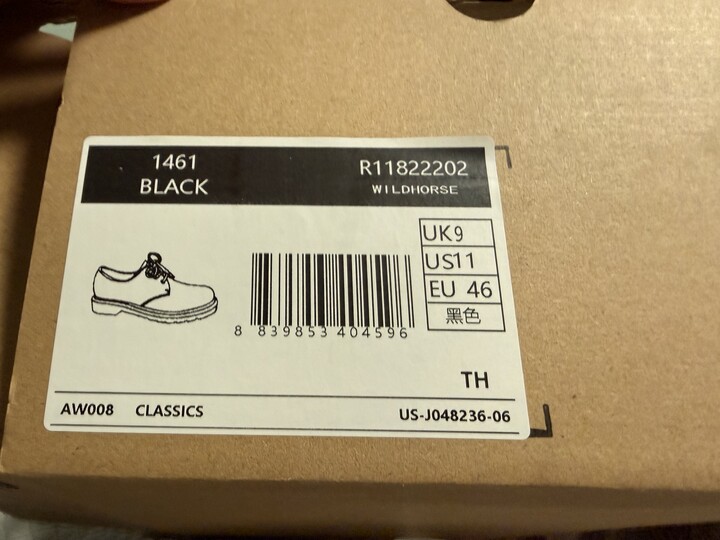 1461
BLACK
R11822202
WILDHORSE
UK9
US11
EU 46
黑色
8 839853 404596
TH
AW008 CLASSICS
US-J048236-06